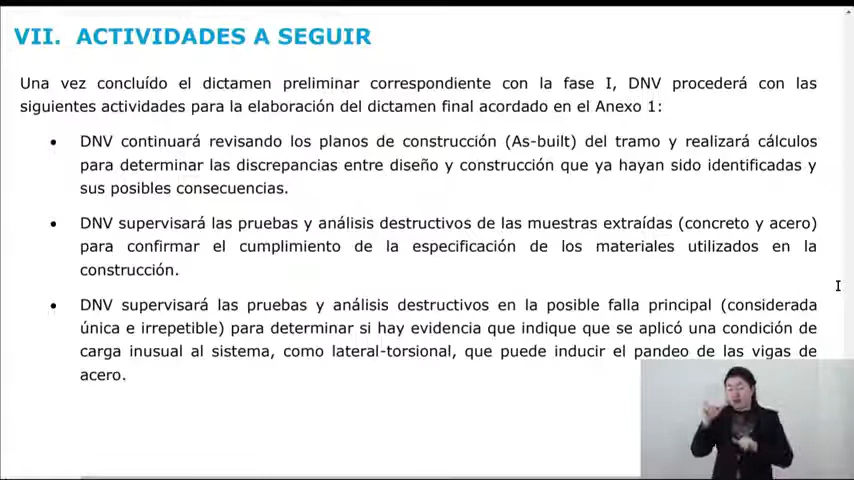 VII. ACTIVIDADES A SEGUIR
Una vez concluído el dictamen preliminar correspondiente con la fase I, DNV procederá con las
siguientes actividades para la elaboración del dictamen final acordado en el Anexo 1:
• DNV continuará revisando los planos de construcción (As-built) del tramo y realizará cálculos
para determinar las discrepancias entre diseño y construcción que ya hayan sido identificadas y
sus posibles consecuencias.
• DNV supervisará las pruebas y análisis destructivos de las muestras extraídas (concreto y acero)
para confirmar el cumplimiento de la especificación de los materiales utilizados en la
construcción.
• DNV supervisará las pruebas y análisis destructivos en la posible falla principal (considerada
única e irrepetible) para determinar si hay evidencia que indique que se aplicó una condición de
carga inusual al sistema, como lateral-torsional, que puede inducir el pandeo de las vigas de
acero.